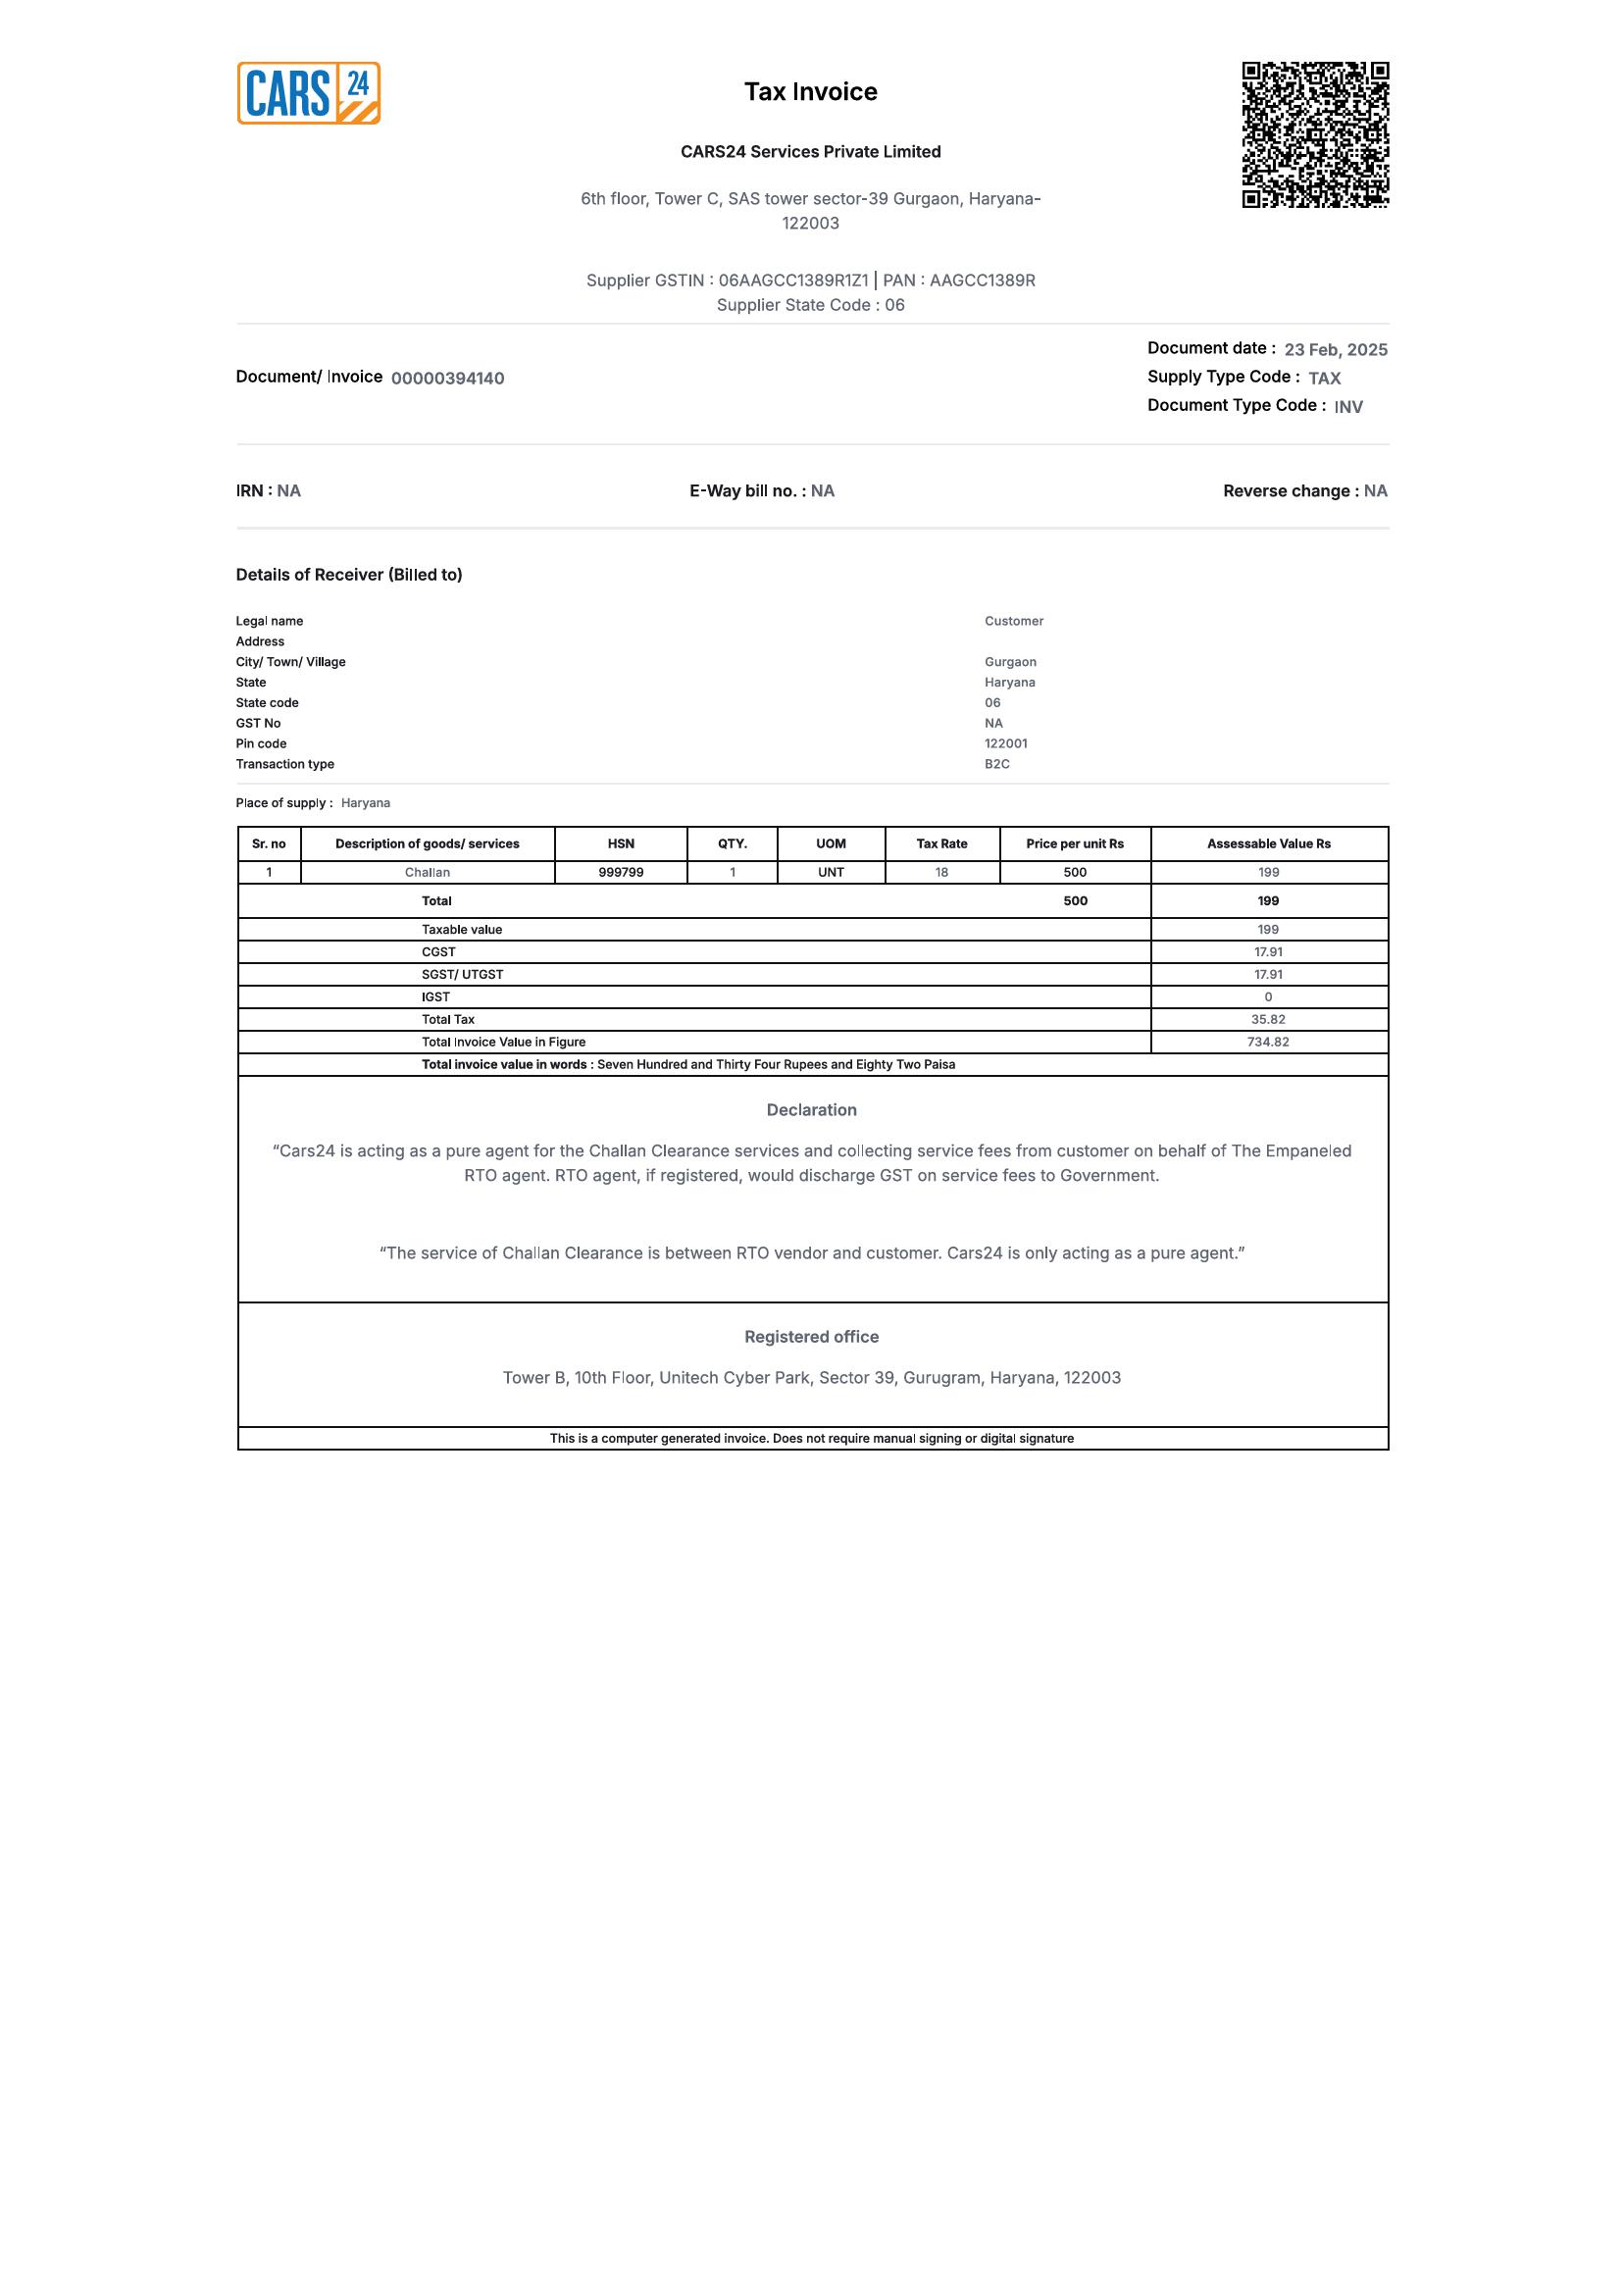 CARS 24
Tax Invoice
CARS24 Services Private Limited
6th floor, Tower C, SAS tower sector-39 Gurgaon, Haryana-
122003
Supplier GSTIN : 06AAGCC1389R1Z1 | PAN : AAGCC1389R
Supplier State Code : 06
Document/ Invoice 00000394140
Document date : 23 Feb, 2025
Supply Type Code : TAX
Document Type Code : INV
IRN : NA E-Way bill no. : NA Reverse change : NA
Details of Receiver (Billed to)
Legal name Customer
Address
City/ Town/ Village Gurgaon
State Haryana
State code 06
GST No NA
Pin code 122001
Transaction type B2C
Place of supply : Haryana
Sr. no Description of goods/ services HSN QTY. UOM Tax Rate Price per unit Rs Assessable Value Rs
1 Challan 999799 1 UNT 18 500 199
Total 500 199
Taxable value 199
CGST 17.91
SGST/ UTGST 17.91
IGST 0
Total Tax 35.82
Total Invoice Value in Figure 734.82
Total invoice value in words : Seven Hundred and Thirty Four Rupees and Eighty Two Paisa
Declaration
“Cars24 is acting as a pure agent for the Challan Clearance services and collecting service fees from customer on behalf of The Empaneled
RTO agent. RTO agent, if registered, would discharge GST on service fees to Government.
“The service of Challan Clearance is between RTO vendor and customer. Cars24 is only acting as a pure agent.”
Registered office
Tower B, 10th Floor, Unitech Cyber Park, Sector 39, Gurugram, Haryana, 122003
This is a computer generated invoice. Does not require manual signing or digital signature